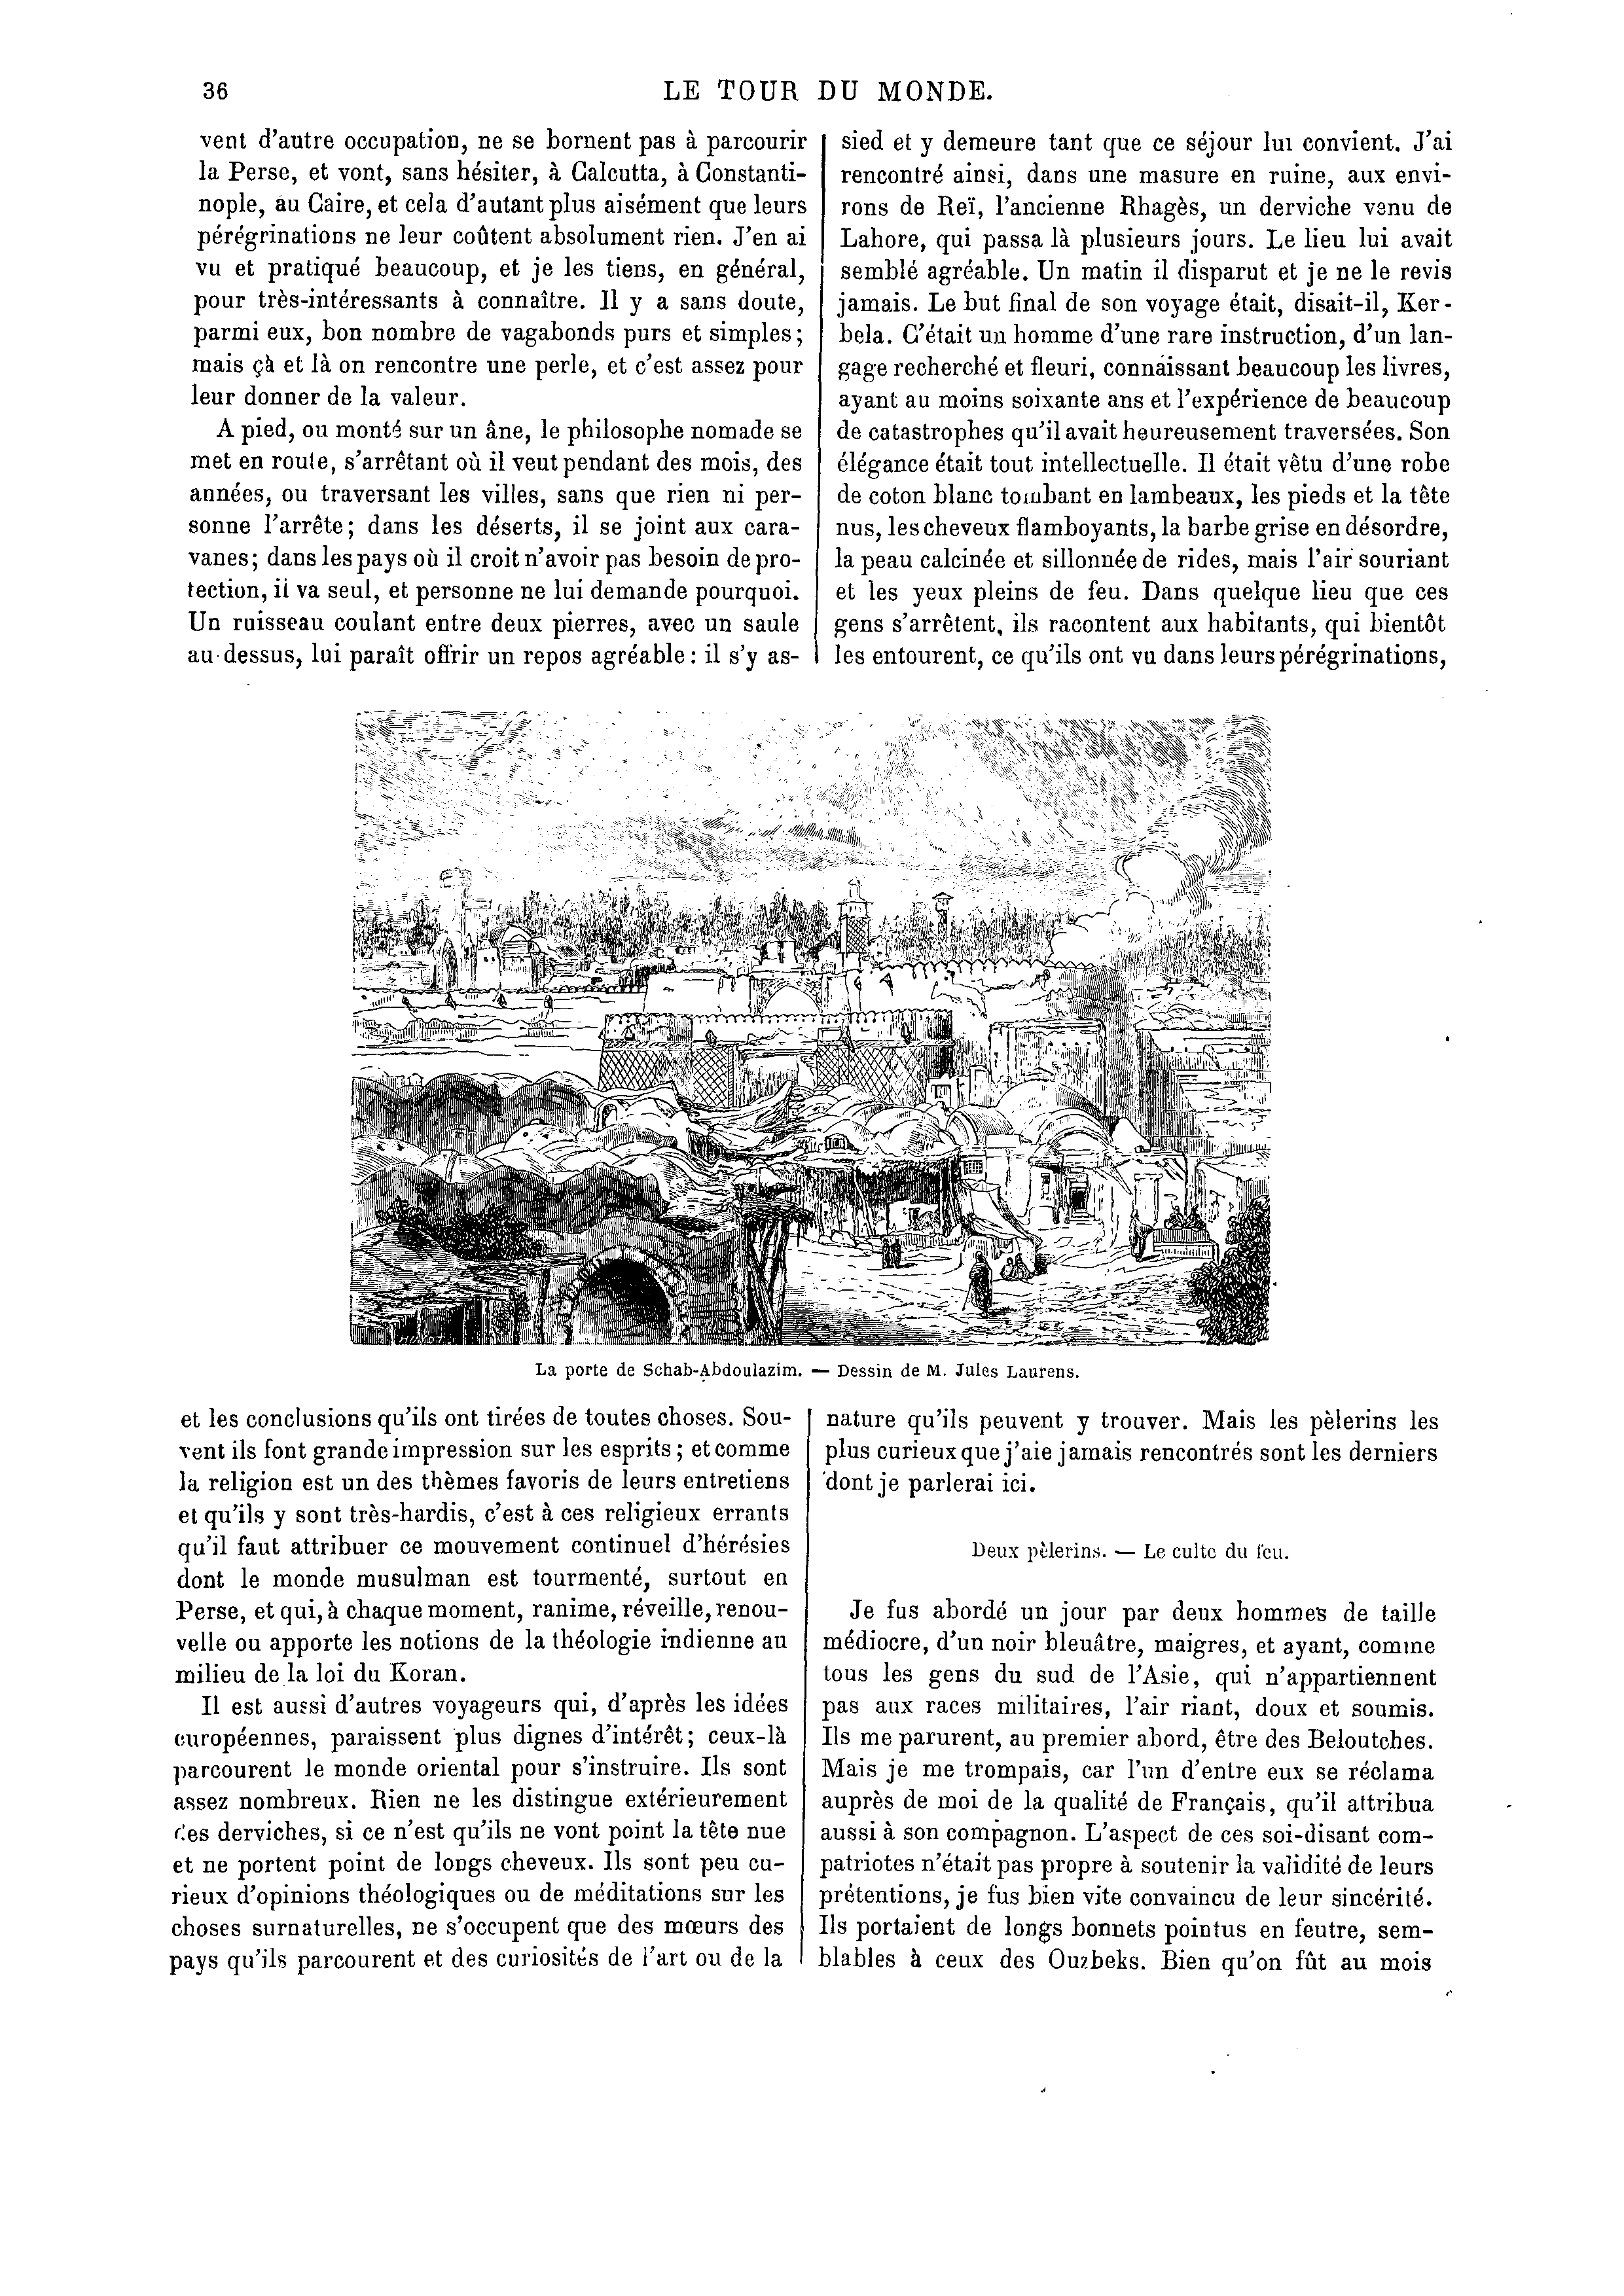 36
LE TOUR DU MONDE.
vent d'autre occupation, ne se bornent pas à parcourir
la Perse, et vont, sans hésiter, à Calcutta, à Constanti-
nople, au Caire, et cela d'autant plus aisément que leurs
pérégrinations ne leur coûtent absolument rien. J'en ai
vu et pratiqué beaucoup, et je les tiens, en général,
pour très-intéressants à connaître. Il y a sans doute,
parmi eux, bon nombre de vagabonds purs et simples;
mais çà et là on rencontre une perle, et c'est assez pour
leur donner de la valeur.
A pied, ou monté sur un âne, le philosophe nomade se
met en route, s'arrêtant où il veut pendant des mois, des
années, ou traversant les villes, sans que rien ni per-
sonne l'arrête; dans les déserts, il se joint aux cara-
vanes; dans les pays où il croit n'avoir pas besoin de pro-
tection, il va seul, et personne ne lui demande pourquoi.
Un ruisseau coulant entre deux pierres, avec un saule
au-dessus, lui paraît offrir un repos agréable: il s'y as-
sied et y demeure tant que ce séjour lui convient. J'ai
rencontré ainsi, dans une masure en ruine, aux envi-
rons de Reï, l'ancienne Rhagès, un derviche venu de
Lahore, qui passa là plusieurs jours. Le lieu lui avait
semblé agréable. Un matin il disparut et je ne le revis
jamais. Le but final de son voyage était, disait-il, Ker-
bela. C'était un homme d'une rare instruction, d'un lan-
gage recherché et fleuri, connaissant beaucoup les livres,
ayant au moins soixante ans et l'expérience de beaucoup
de catastrophes qu'il avait heureusement traversées. Son
élégance était tout intellectuelle. Il était vêtu d'une robe
de coton blanc tombant en lambeaux, les pieds et la tête
nus, les cheveux flamboyants, la barbe grise en désordre,
la peau calcinée et sillonnée de rides, mais l'air souriant
et les yeux pleins de feu. Dans quelque lieu que ces
gens s'arrêtent, ils racontent aux habitants, qui bientôt
les entourent, ce qu'ils ont vu dans leurs pérégrinations,
La porte de Schab-Abdoulazim. — Dessin de M. Jules Laurens.
et les conclusions qu'ils ont tirées de toutes choses. Sou-
vent ils font grande impression sur les esprits; et comme
la religion est un des thèmes favoris de leurs entretiens
et qu'ils y sont très-hardis, c'est à ces religieux errants
qu'il faut attribuer ce mouvement continuel d'hérésies
dont le monde musulman est tourmenté, surtout en
Perse, et qui, à chaque moment, ranime, réveille, renou-
velle ou apporte les notions de la théologie indienne au
milieu de la loi du Koran.
Il est aussi d'autres voyageurs qui, d'après les idées
européennes, paraissent plus dignes d'intérêt; ceux-là
parcourent le monde oriental pour s'instruire. Ils sont
assez nombreux. Rien ne les distingue extérieurement
des derviches, si ce n'est qu'ils ne vont point la tête nue
et ne portent point de longs cheveux. Ils sont peu cu-
rieux d'opinions théologiques ou de méditations sur les
choses surnaturelles, ne s'occupent que des mœurs des
pays qu'ils parcourent et des curiosités de l'art ou de la
nature qu'ils peuvent y trouver. Mais les pèlerins les
plus curieux que j'aie jamais rencontrés sont les derniers
dont je parlerai ici.
Deux pèlerins. — Le culte du feu.
Je fus abordé un jour par deux hommes de taille
médiocre, d'un noir bleuâtre, maigres, et ayant, comme
tous les gens du sud de l'Asie, qui n'appartiennent
pas aux races militaires, l'air riant, doux et soumis.
Ils me parurent, au premier abord, être des Beloutches.
Mais je me trompais, car l'un d'entre eux se réclama
auprès de moi de la qualité de Français, qu'il attribua
aussi à son compagnon. L'aspect de ces soi-disant com-
patriotes n'était pas propre à soutenir la validité de leurs
prétentions, je fus bien vite convaincu de leur sincérité.
Ils portaient de longs bonnets pointus en feutre, sem-
blables à ceux des Ouzbeks. Bien qu'on fût au mois